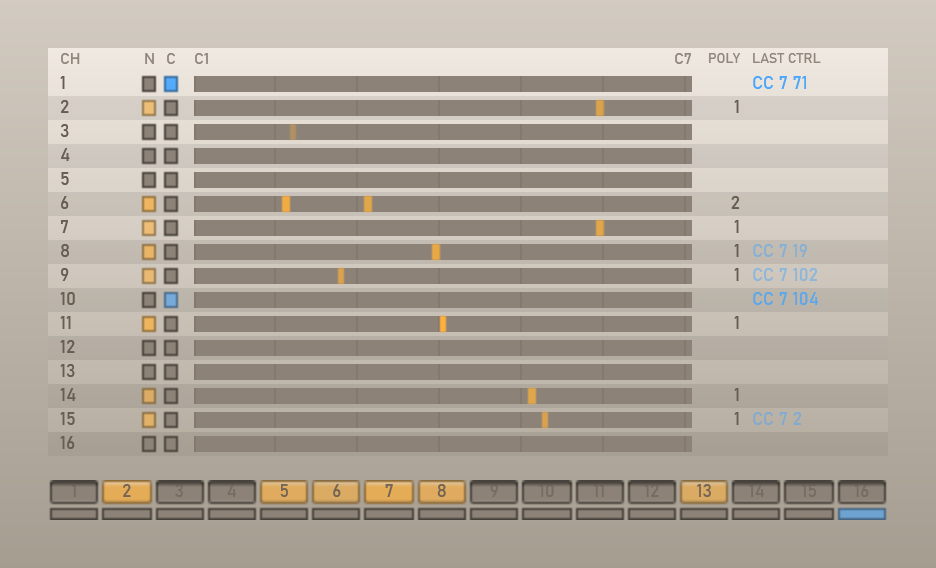 CH N C C1 C7 POLY LAST CTRL
1 CC 7 71
2 1
3
4
5
6 2
7 1
8 1 CC 7 19
9 1 CC 7 102
10 CC 7 104
11 1
12
13
14 1
15 1 CC 7 2
16
1 2 3 4 5 6 7 8 9 10 11 12 13 14 15 16